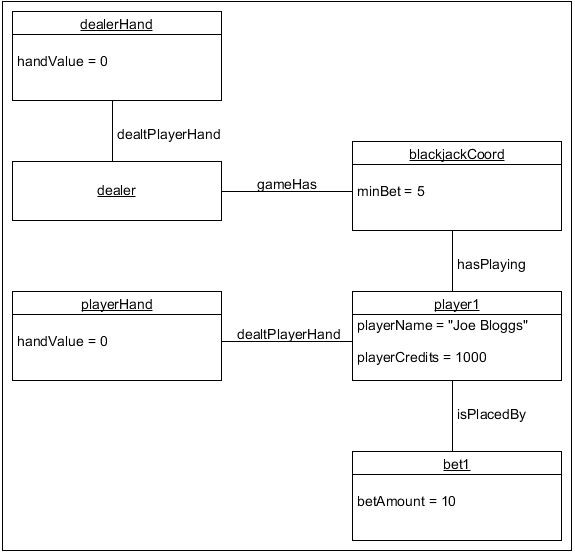 dealerHand
handValue = 0
dealtPlayerHand
dealer
gameHas
blackjackCoord
minBet = 5
hasPlaying
playerHand
handValue = 0
dealtPlayerHand
player1
playerName = "Joe Bloggs"
playerCredits = 1000
isPlacedBy
bet1
betAmount = 10